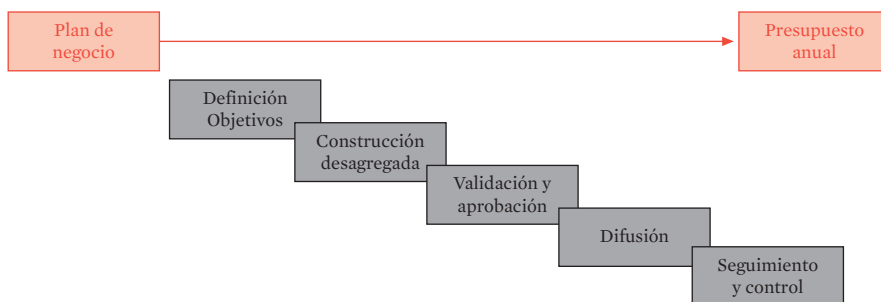 Plan de
negocio
Presupuesto
anual
Definición
Objetivos
Construcción
desagregada
Validación y
aprobación
Difusión
Seguimiento
y control